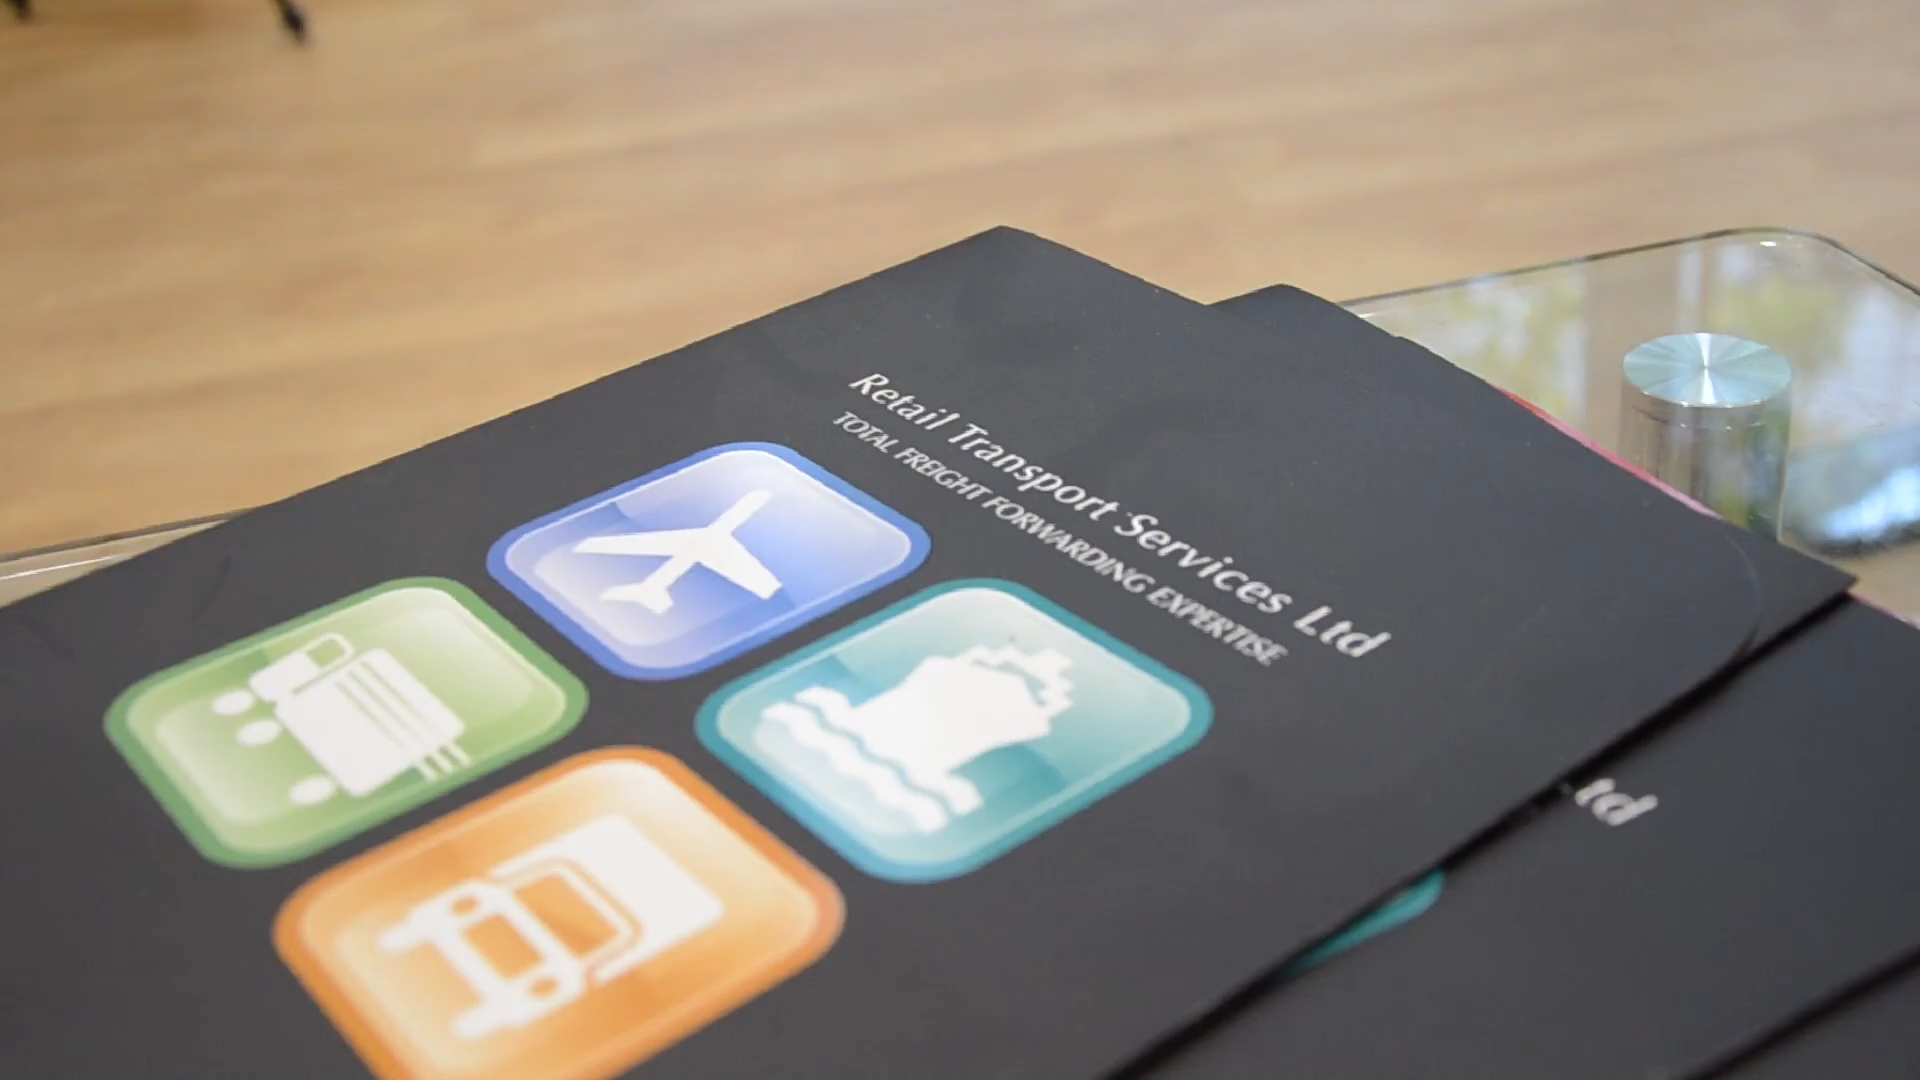 Retail Transport Services Ltd
TOTAL FREIGHT FORWARDING EXPERTISE
td